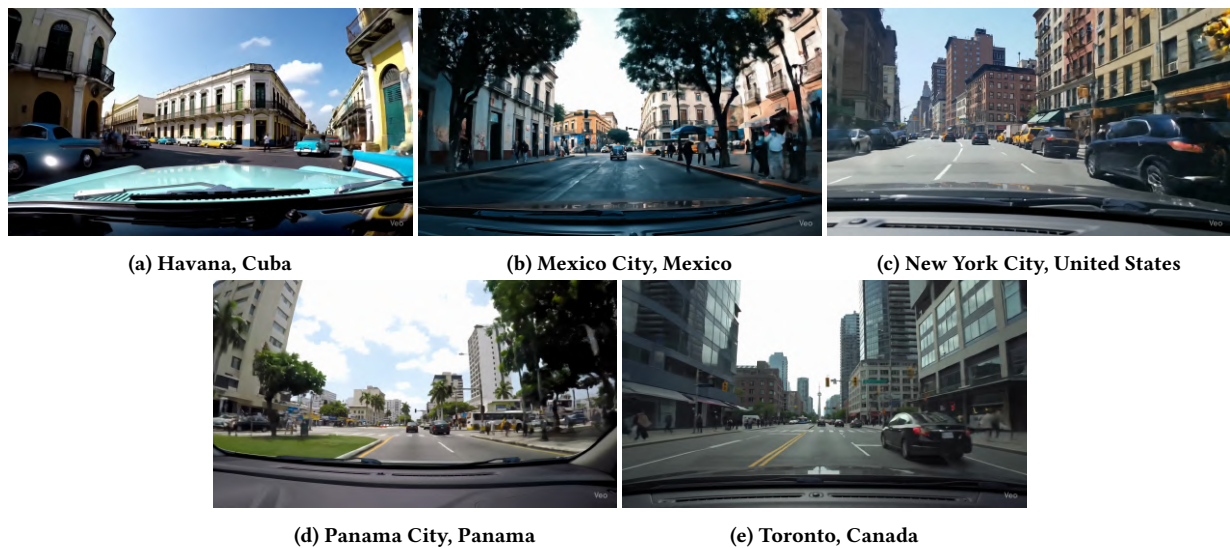 Veo
Veo
Veo
(a) Havana, Cuba
(b) Mexico City, Mexico
(c) New York City, United States
Veo
Veo
(d) Panama City, Panama
(e) Toronto, Canada